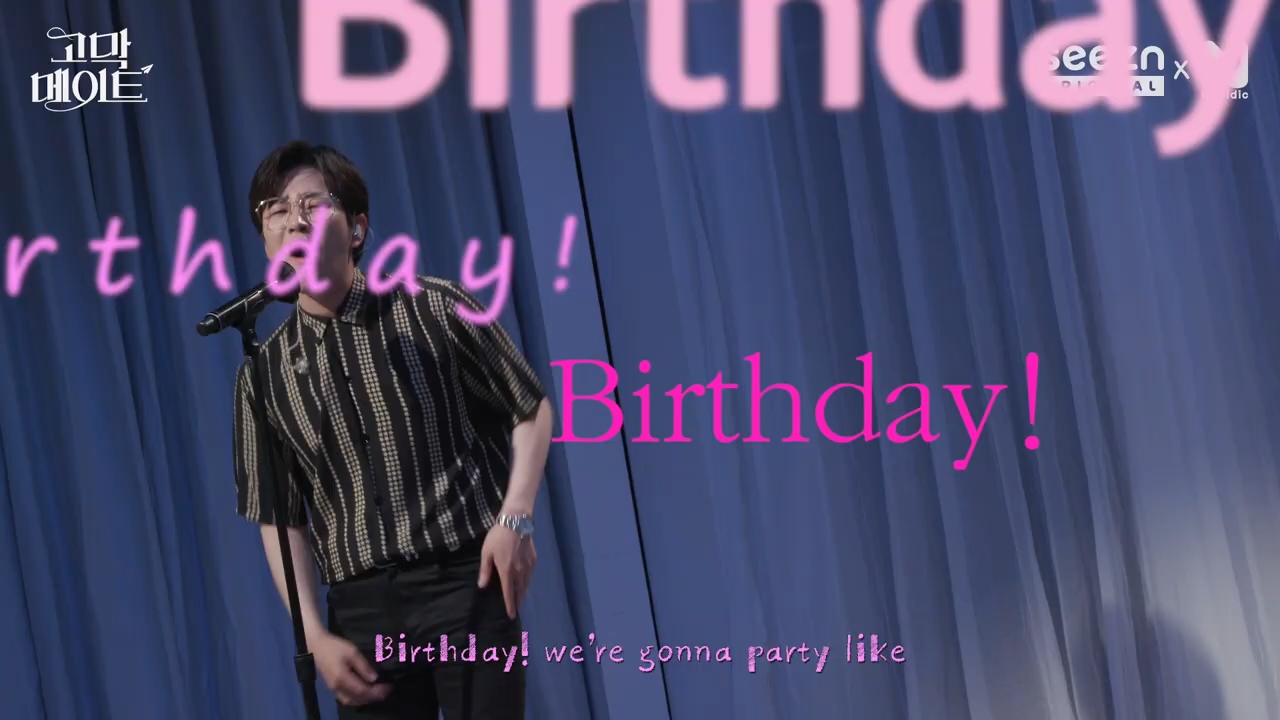 고막
메이트
Birthday
seezn
x
rthday!
Birthday!
Birthday! we're gonna party like